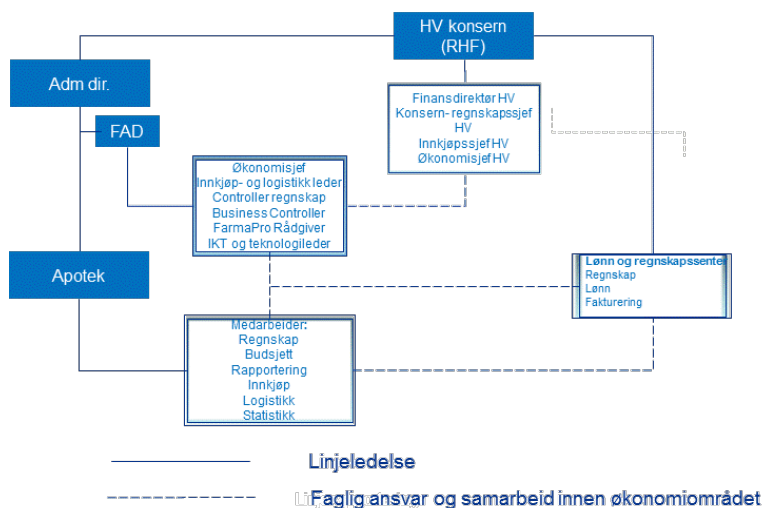 HV konsern
(RHF)
Adm dir.
FAD
Finansdirektør HV
Konsern- regnskapssjef
HV
Innkjøpssjef HV
Økonomisjef HV
Økonomisjef
Innkjøp- og logistikk leder
Controller regnskap
Business Controller
FarmaPro Rådgiver
IKT og teknologileder
Apotek
Lønn og regnskapssenter
Regnskap
Lønn
Fakturering
Medarbeider:
Regnskap
Budsjett
Rapportering
Innkjøp
Logistikk
Statistikk
Linjeledelse
Faglig ansvar og samarbeid innen økonomiområdet